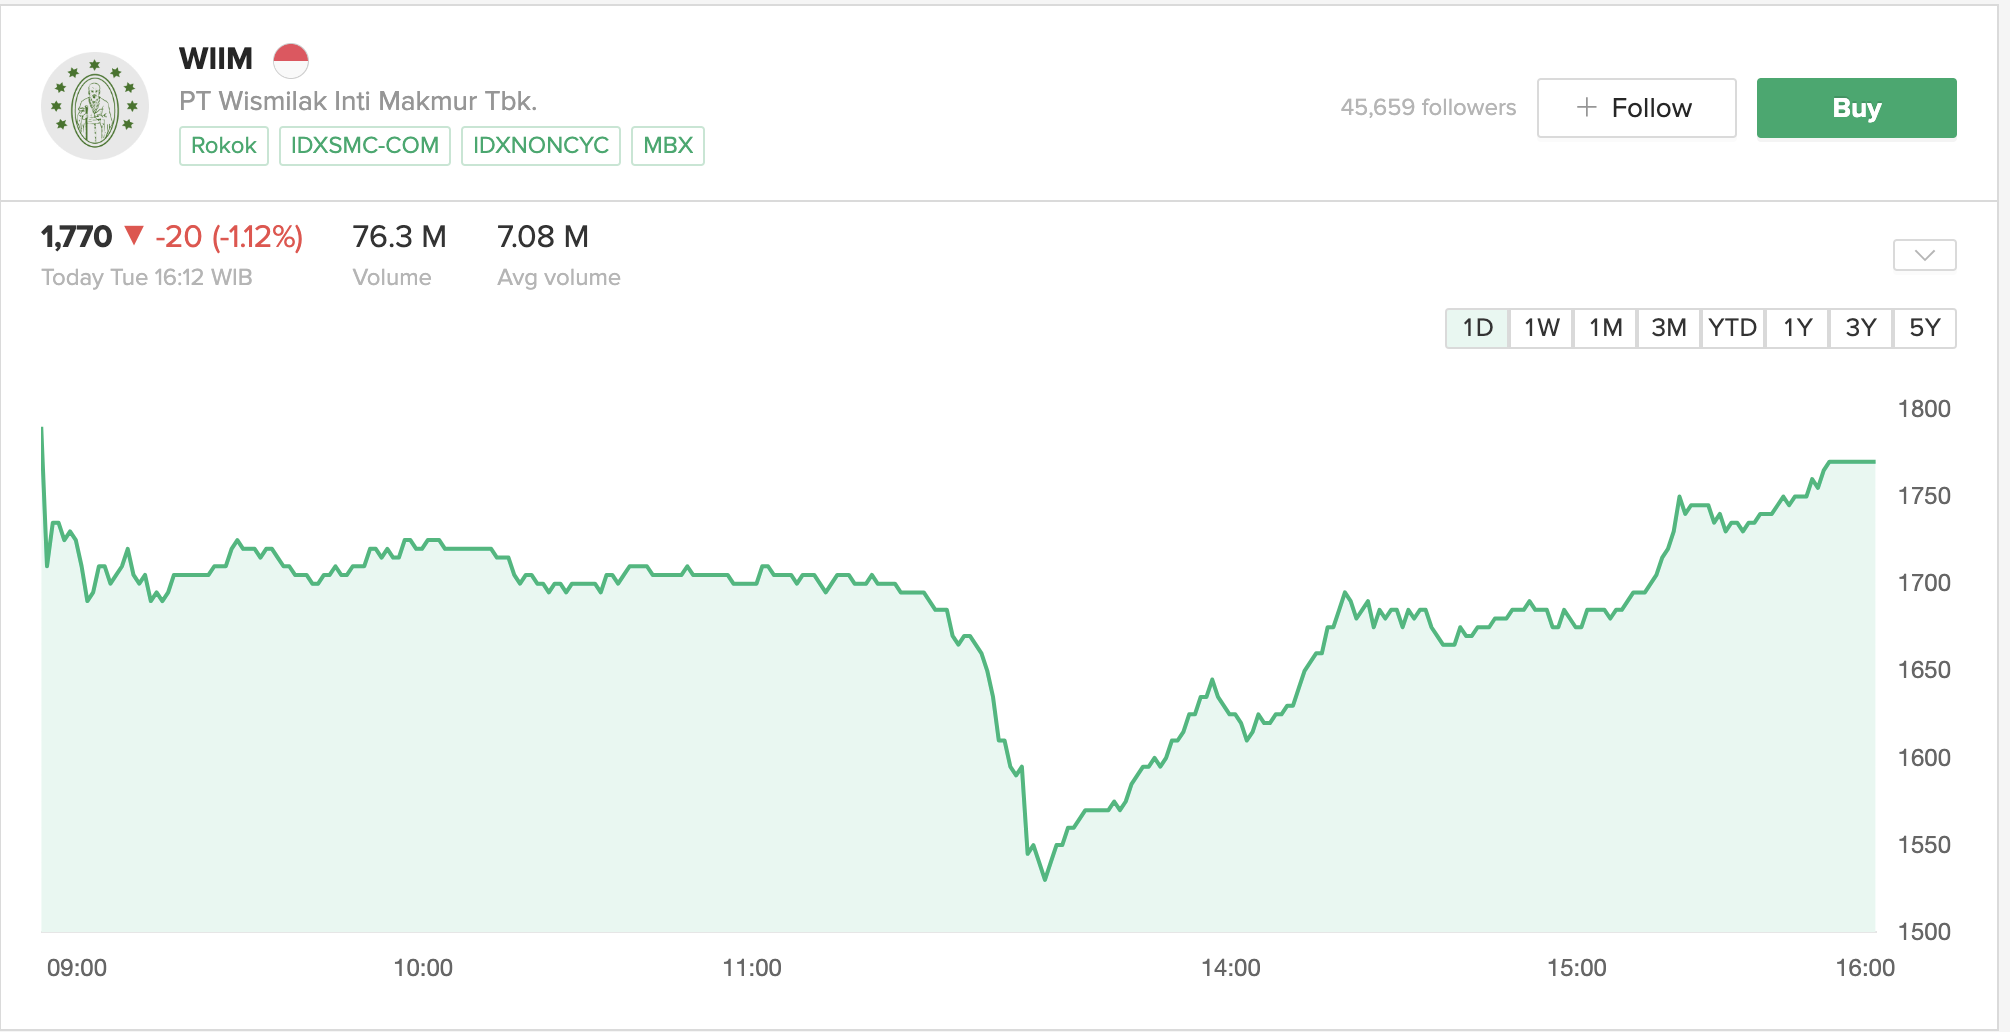 WIIM
PT Wismilak Inti Makmur Tbk.
Rokok IDXSMC-COM IDXNONCYC MBX
45,659 followers + Follow Buy
1,770 ▼ -20 (-1.12%) 76.3 M 7.08 M
Today Tue 16:12 WIB Volume Avg volume
1D 1W 1M 3M YTD 1Y 3Y 5Y
1800
1750
1700
1650
1600
1550
1500
09:00 10:00 11:00 14:00 15:00 16:00